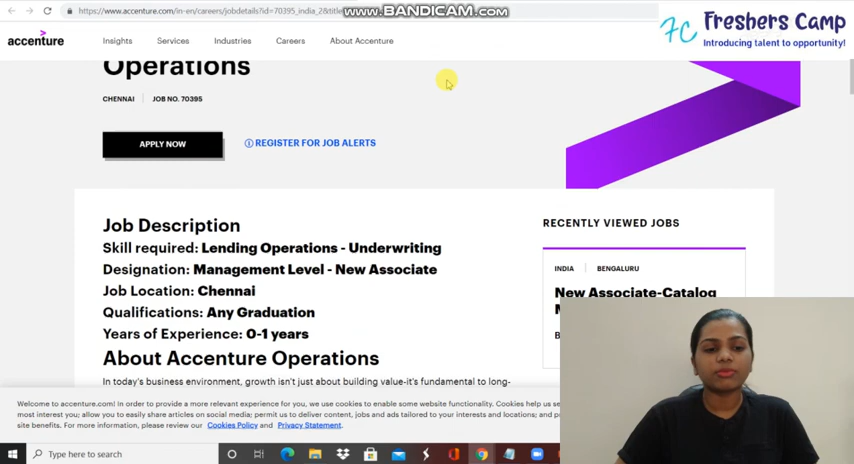 https://www.accenture.com/in-en/careers/jobdetails?id=70395_india_2&title
www.BANDICAM.com
FC Freshers Camp
Introducing talent to opportunity!
accenture
Insights Services Industries Careers About Accenture
Operations
CHENNAI JOB NO. 70395
APPLY NOW
REGISTER FOR JOB ALERTS
Job Description
Skill required: Lending Operations - Underwriting
Designation: Management Level - New Associate
Job Location: Chennai
Qualifications: Any Graduation
Years of Experience: 0-1 years
About Accenture Operations
In today's business environment, growth isn't just about building value-it's fundamental to long-
RECENTLY VIEWED JOBS
INDIA BENGALURU
New Associate-Catalog
Welcome to accenture.com! In order to provide a more relevant experience for you, we use cookies to enable some website functionality. Cookies help us see
most interest you; allow you to easily share articles on social media; permit us to deliver content, jobs and ads tailored to your interests and locations; and
site benefits. For more information, please review our Cookies Policy and Privacy Statement.
Type here to search